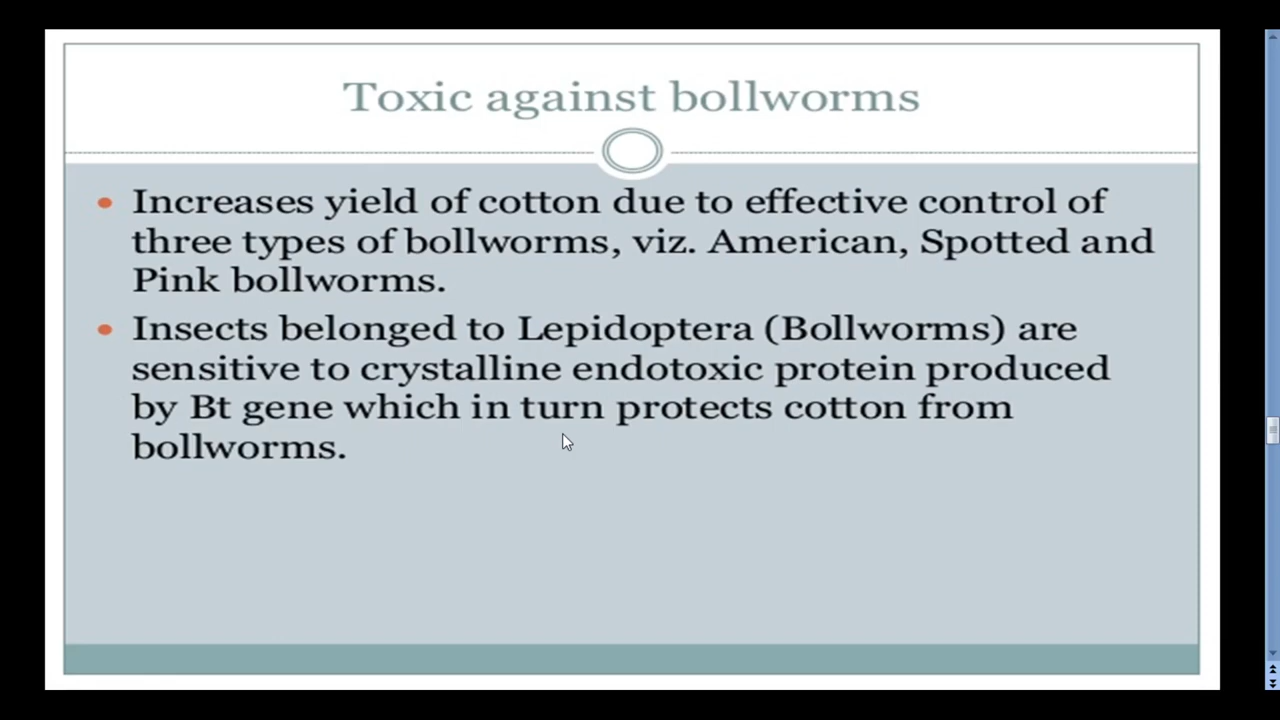 Toxic against bollworms
• Increases yield of cotton due to effective control of
three types of bollworms, viz. American, Spotted and
Pink bollworms.
• Insects belonged to Lepidoptera (Bollworms) are
sensitive to crystalline endotoxic protein produced
by Bt gene which in turn protects cotton from
bollworms.